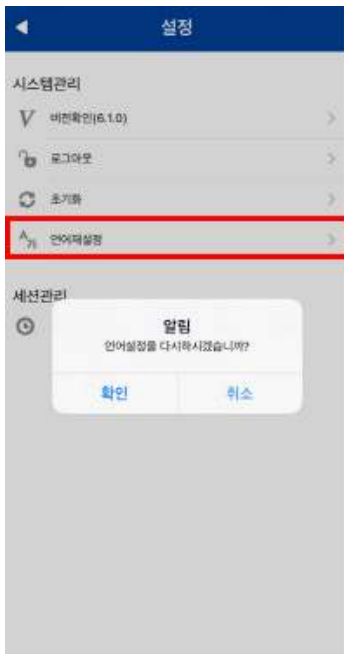 설정
시스템관리
버전확인(6.1.0)
로그아웃
초기화
언어재설정
세션관리
알림
언어설정을 다시하시겠습니까?
확인
취소